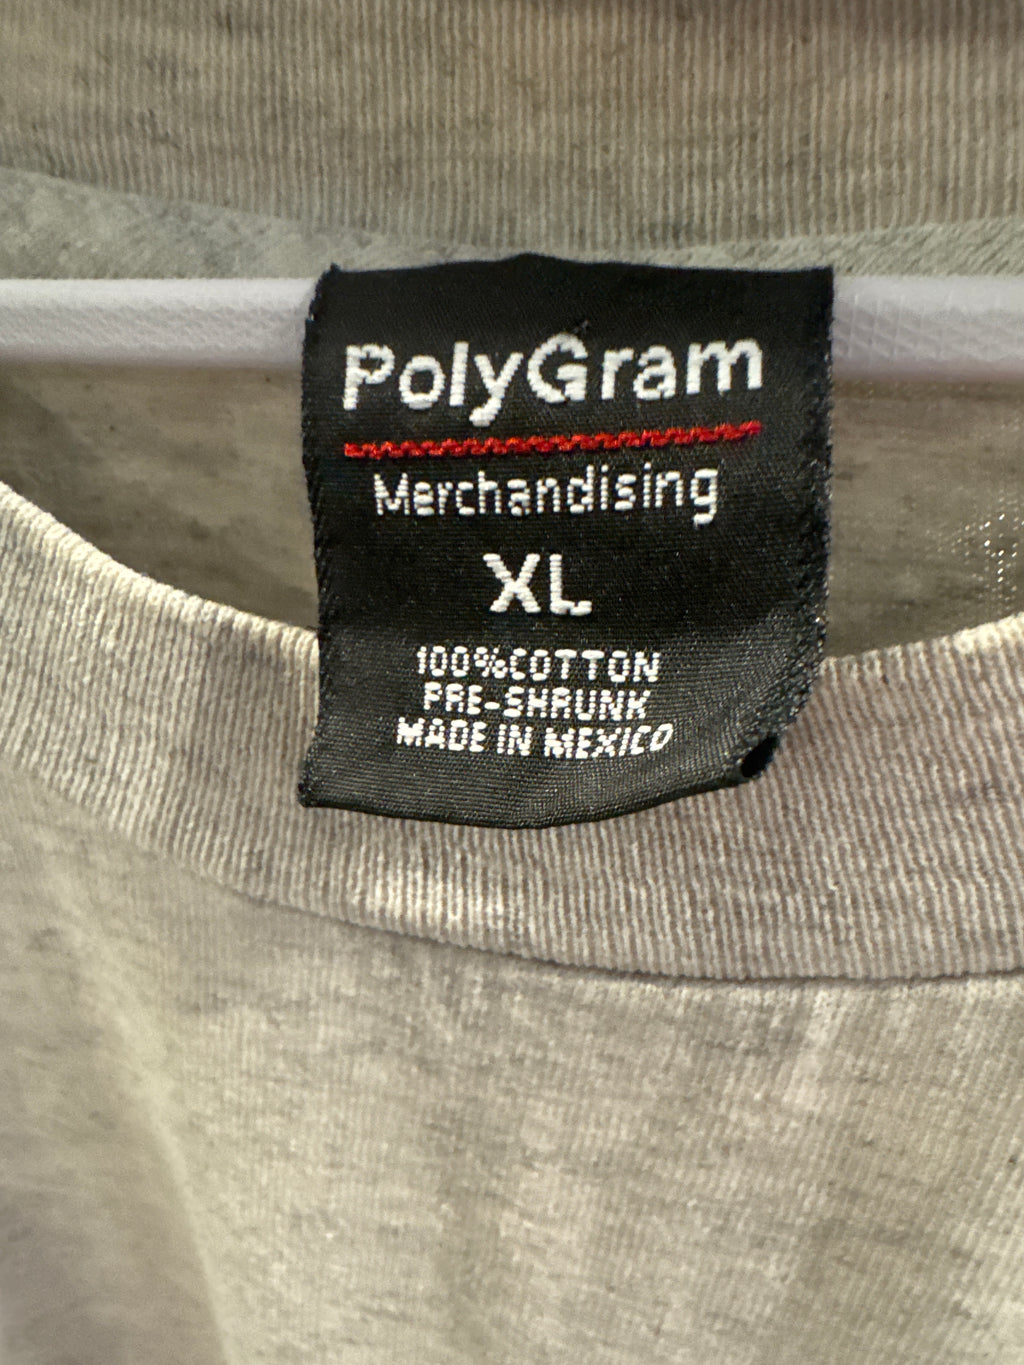 PolyGram
Merchandising
XL
100%COTTON
PRE-SHRUNK
MADE IN MEXICO